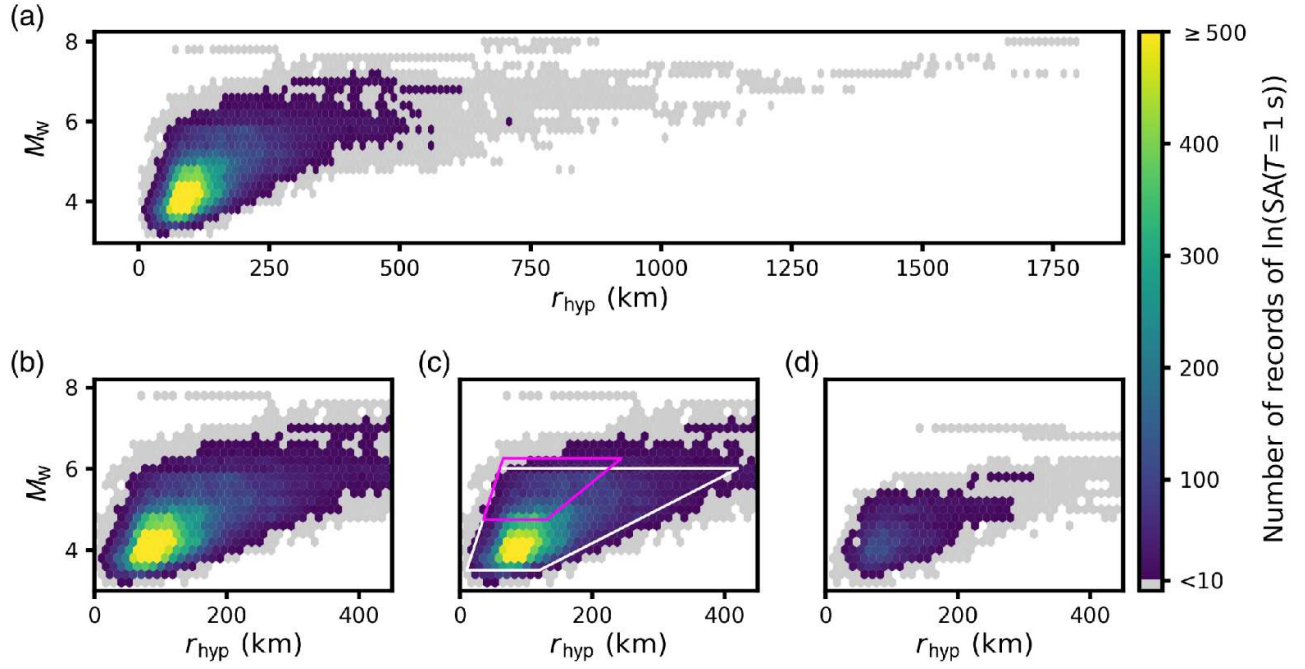 (a)
8
6
4
M_w
0 250 500 750 1000 1250 1500 1750
r_hyp (km)
≥ 500
400
300
200
100
<10
Number of records of ln(SA(T = 1 s))
(b)
8
6
4
M_w
0 200 400
r_hyp (km)
(c)
0 200 400
r_hyp (km)
(d)
0 200 400
r_hyp (km)